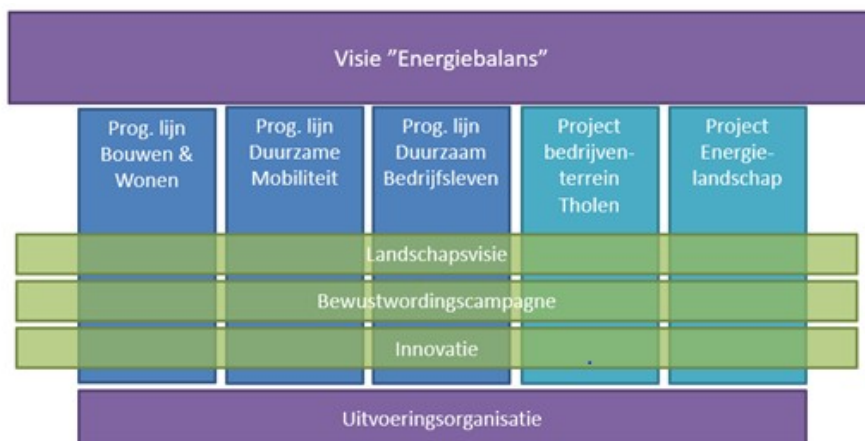 Visie ”Energiebalans”
Prog. lijn
Bouwen &
Wonen
Prog. lijn
Duurzame
Mobiliteit
Prog. lijn
Duurzaam
Bedrijfsleven
Project
bedrijven-
terrein
Tholen
Project
Energie-
landschap
Landschapsvisie
Bewustwordingscampagne
Innovatie
Uitvoeringsorganisatie